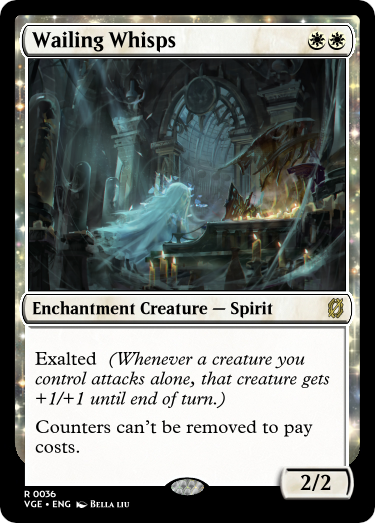 Wailing Whisps
Enchantment Creature — Spirit
Exalted (Whenever a creature you
control attacks alone, that creature gets
+1/+1 until end of turn.)
Counters can't be removed to pay
costs.
2/2
R 0036
VGE • ENG Bella Liu